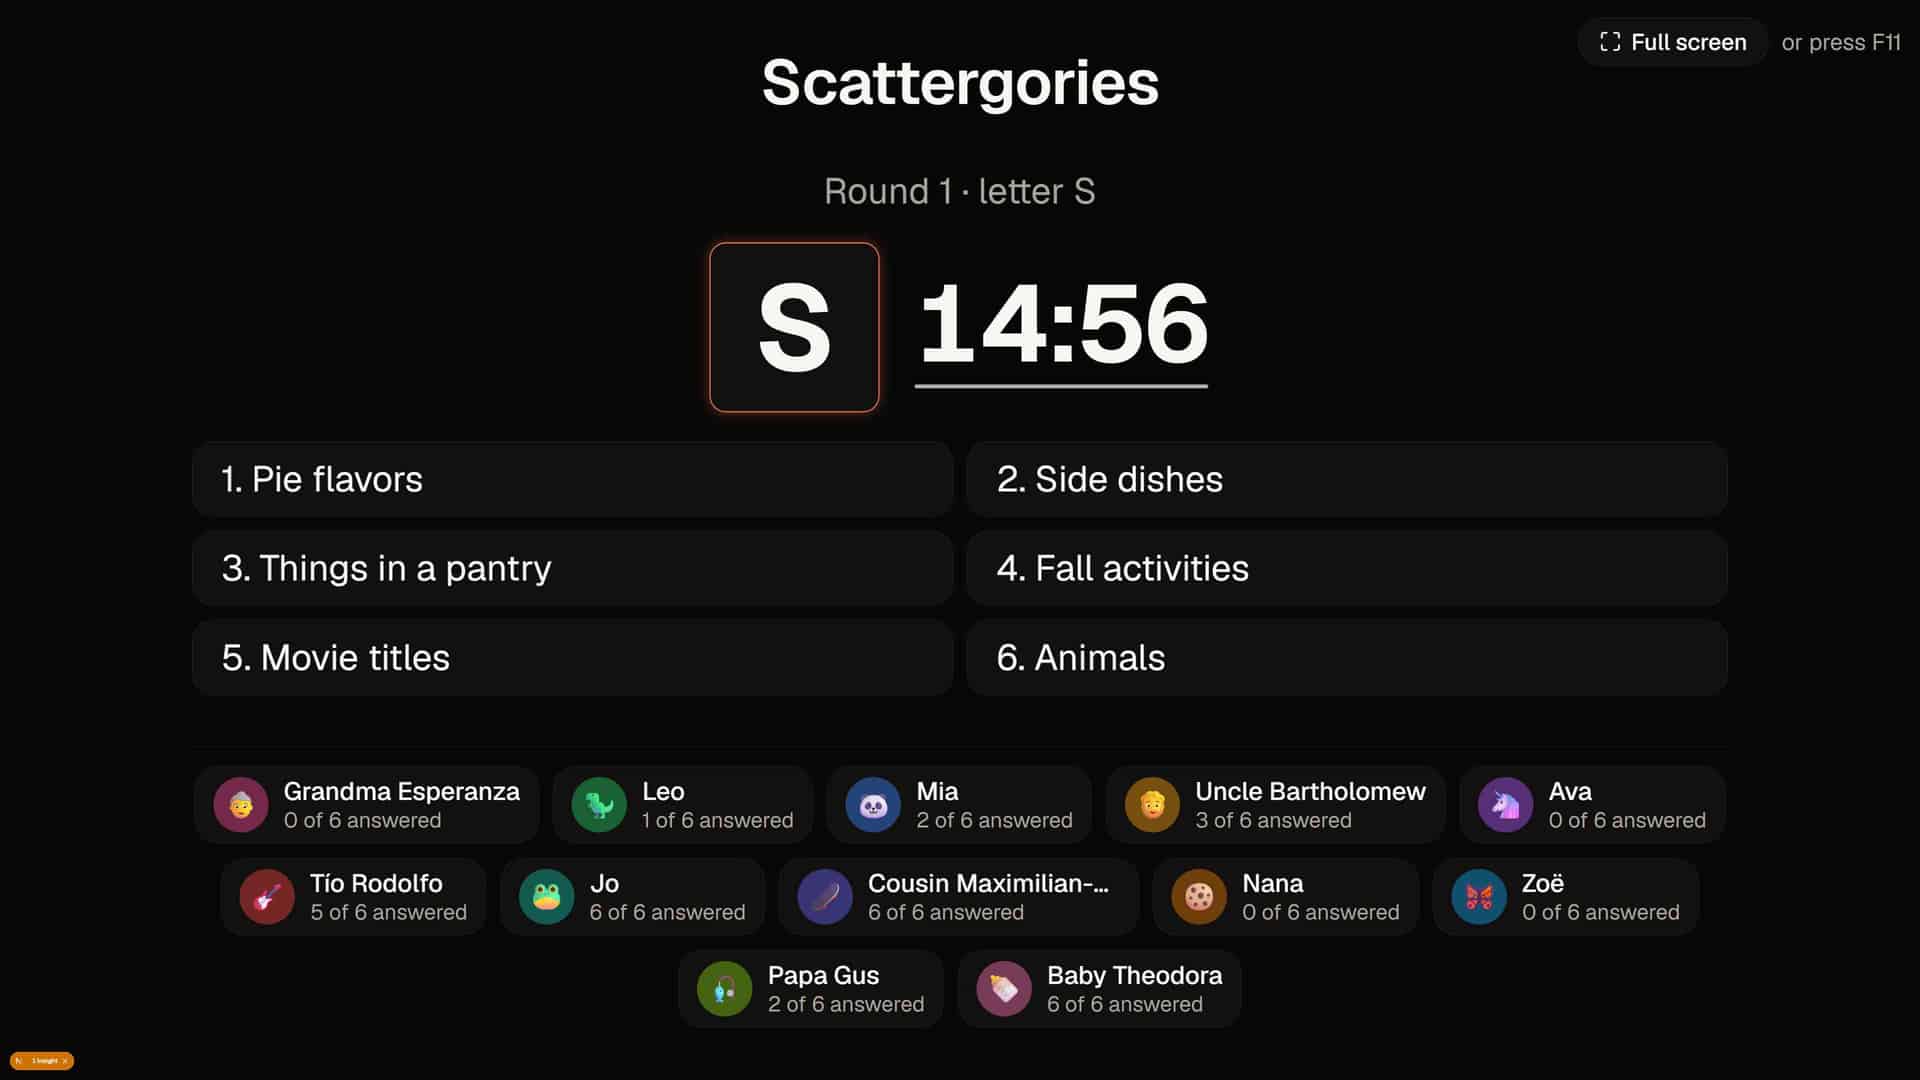 Full screen or press F11
Scattergories
Round 1 · letter S
S 14:56
1. Pie flavors
2. Side dishes
3. Things in a pantry
4. Fall activities
5. Movie titles
6. Animals
Grandma Esperanza
0 of 6 answered
Leo
1 of 6 answered
Mia
2 of 6 answered
Uncle Bartholomew
3 of 6 answered
Ava
0 of 6 answered
Tío Rodolfo
5 of 6 answered
Jo
6 of 6 answered
Cousin Maximilian-...
6 of 6 answered
Nana
0 of 6 answered
Zoë
0 of 6 answered
Papa Gus
2 of 6 answered
Baby Theodora
6 of 6 answered
N 1 Insight ×